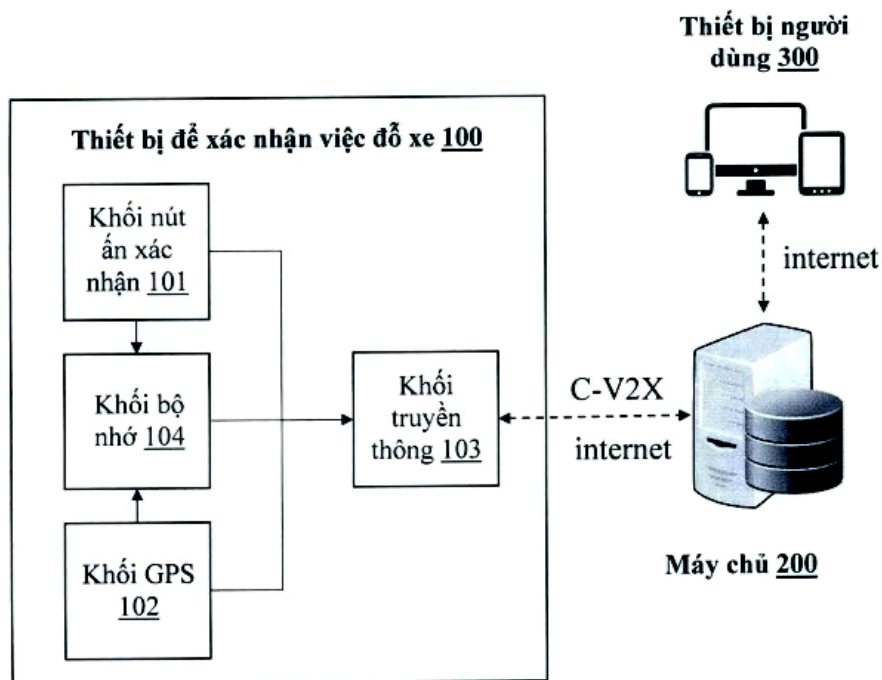 Thiết bị người
dùng 300
Thiết bị để xác nhận việc đỗ xe 100
Khối nút
ấn xác
nhận 101
internet
Khối bộ
nhớ 104
Khối
truyền
thông 103
C-V2X
internet
Khối GPS
102
Máy chủ 200